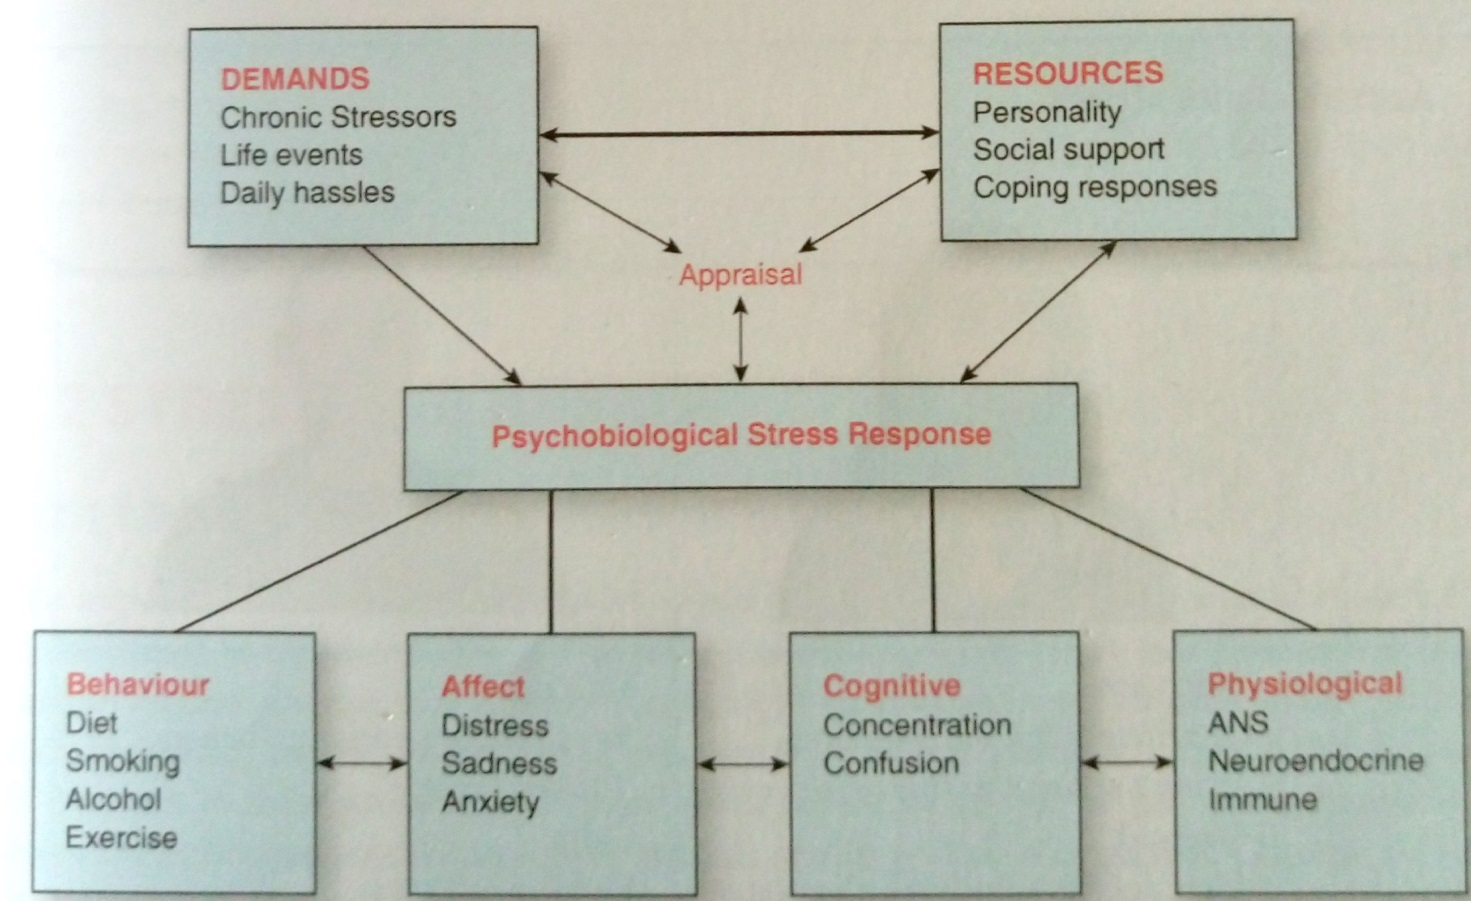 DEMANDS
Chronic Stressors
Life events
Daily hassles
RESOURCES
Personality
Social support
Coping responses
Appraisal
Psychobiological Stress Response
Behaviour
Diet
Smoking
Alcohol
Exercise
Affect
Distress
Sadness
Anxiety
Cognitive
Concentration
Confusion
Physiological
ANS
Neuroendocrine
Immune